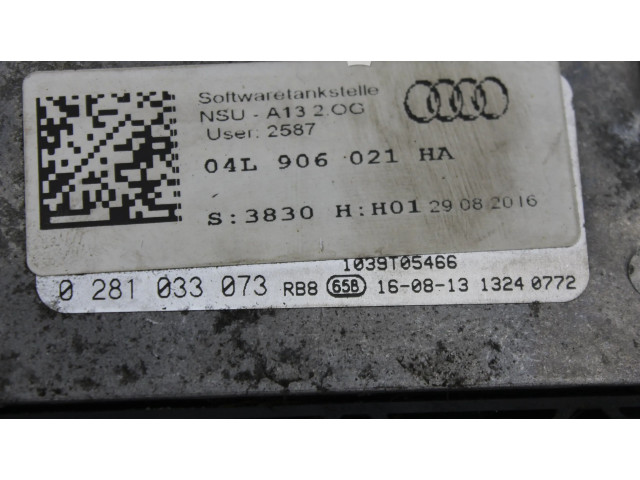 Softwaretankstelle
NSU - A13 2.OG
User: 2587
04L 906 021 HA
S:3830 H:H01 29 08 2016
1039T05466
0 281 033 073 RB8 65B 16-08-13 1324 0772